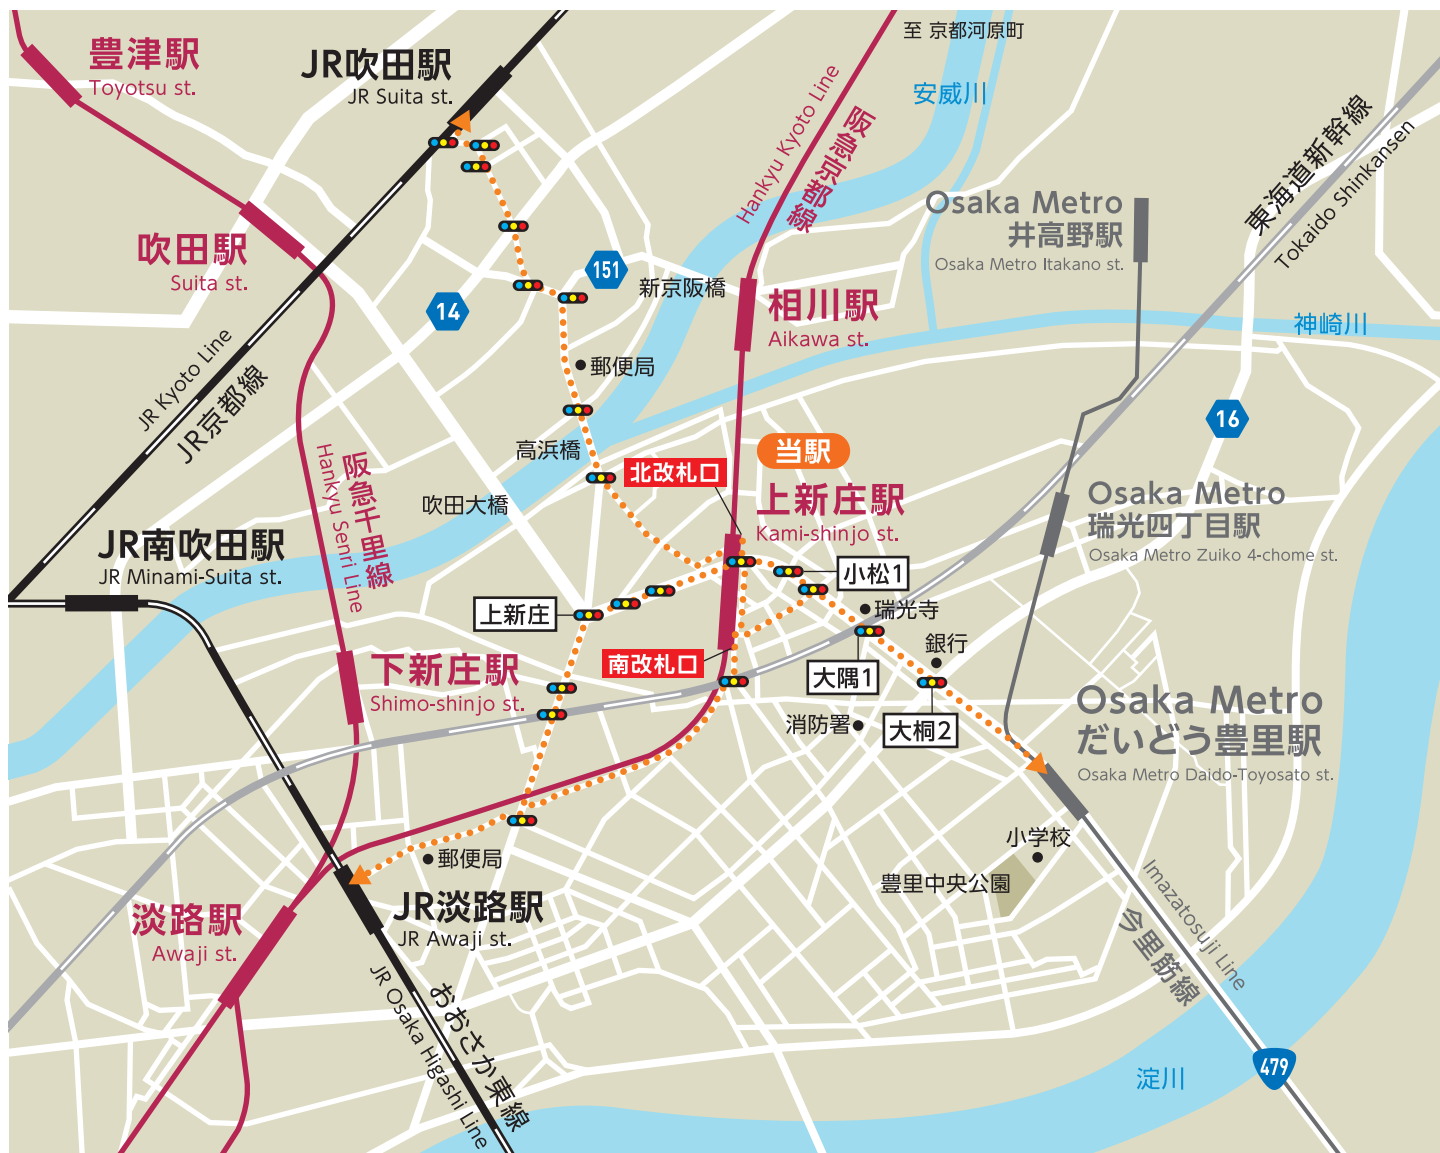 至 京都河原町
豊津駅
Toyotsu st.
JR吹田駅
JR Suita st.
安威川
阪急京都線
Hankyu Kyoto Line
東海道新幹線
Tokaido Shinkansen
Osaka Metro
井高野駅
Osaka Metro Itakano st.
吹田駅
Suita st.
151
14
新京阪橋
相川駅
Aikawa st.
神崎川
JR Kyoto Line
JR京都線
郵便局
16
高浜橋
当駅
北改札口
阪急千里線
Hankyu Senri Line
吹田大橋
上新庄駅
Kami-shinjo st.
Osaka Metro
瑞光四丁目駅
Osaka Metro Zuiko 4-chome st.
JR南吹田駅
JR Minami-Suita st.
小松1
上新庄
瑞光寺
銀行
南改札口
大隅1
下新庄駅
Shimo-shinjo st.
消防署
大桐2
Osaka Metro
だいどう豊里駅
Osaka Metro Daido-Toyosato st.
小学校
郵便局
豊里中央公園
Imazatosuji Line
今里筋線
淡路駅
Awaji st.
JR淡路駅
JR Awaji st.
おおさか東線
JR Osaka Higashi Line
479
淀川